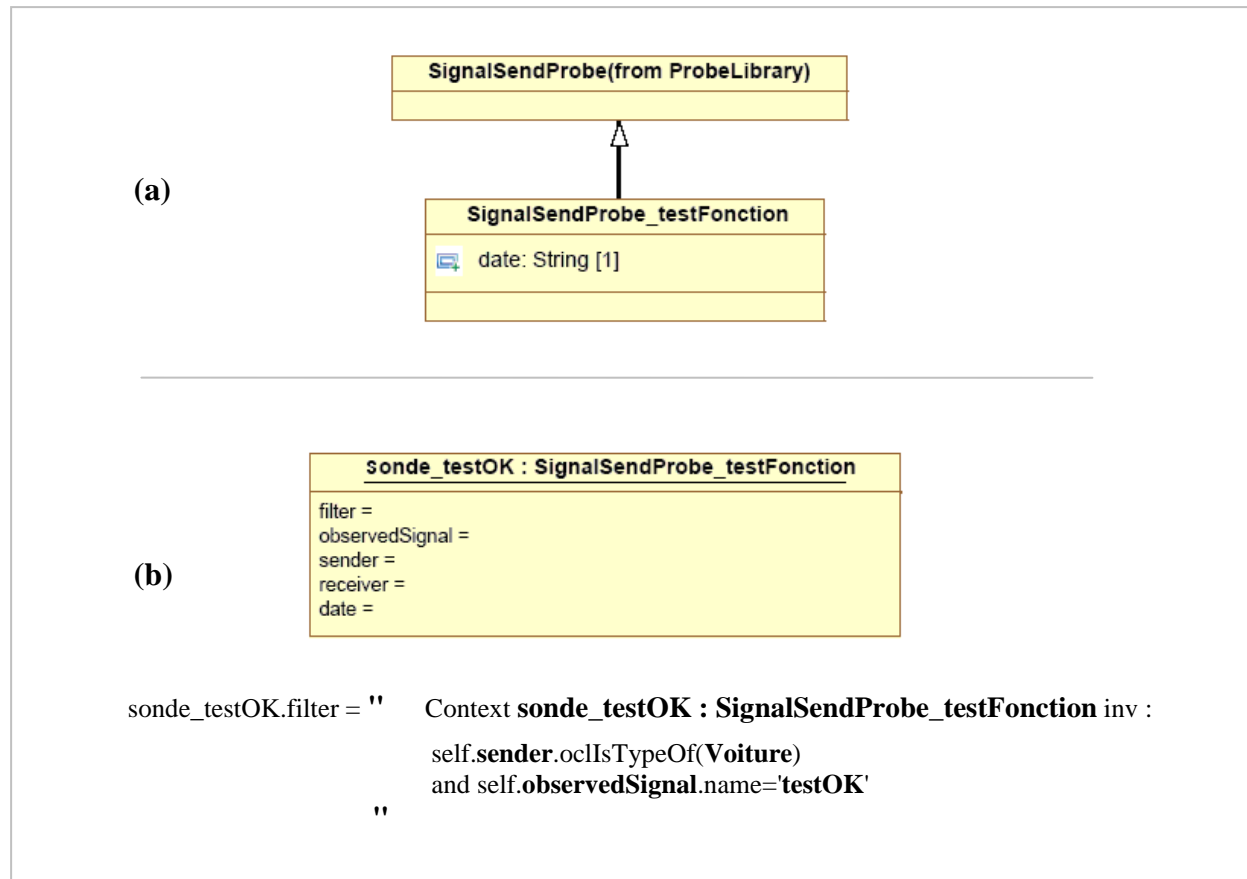 SignalSendProbe(from ProbeLibrary)
(a)
SignalSendProbe_testFonction
date: String [1]
sonde_testOK : SignalSendProbe_testFonction
filter =
observedSignal =
sender =
(b)
receiver =
date =
sonde_testOK.filter = " Context sonde_testOK : SignalSendProbe_testFonction inv :
self.sender.oclIsTypeOf(Voiture)
and self.observedSignal.name='testOK'
"